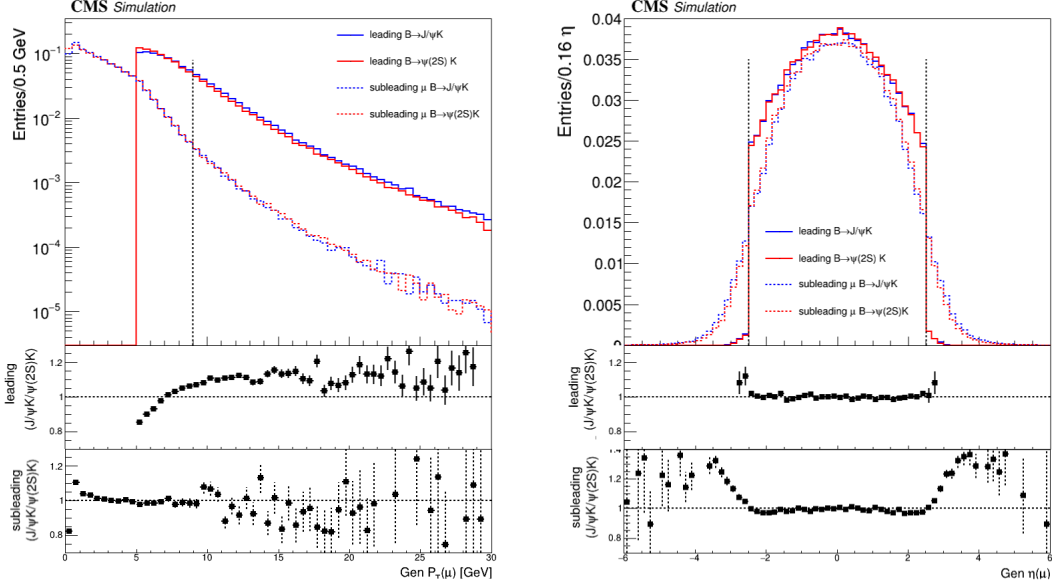 CMS Simulation
Entries/0.5 GeV
10⁻¹
10⁻²
10⁻³
10⁻⁴
10⁻⁵
leading B→J/ψK
leading B→ψ(2S) K
subleading μ B→J/ψK
subleading μ B→ψ(2S)K
leading
(J/ψK/ψ(2S)K)
1.2
1
0.8
subleading
(J/ψK/ψ(2S)K)
1.2
1
0.8
0 5 10 15 20 25 30
Gen P_T(μ) [GeV]
CMS Simulation
Entries/0.16 η
0.04
0.035
0.03
0.025
0.02
0.015
0.01
0.005
0
leading B→J/ψK
leading B→ψ(2S) K
subleading μ B→J/ψK
subleading μ B→ψ(2S)K
leading
(J/ψK/ψ(2S)K)
1.2
1
0.8
subleading
(J/ψK/ψ(2S)K)
1.4
1.2
1
0.8
−6 −4 −2 0 2 4 6
Gen η(μ)